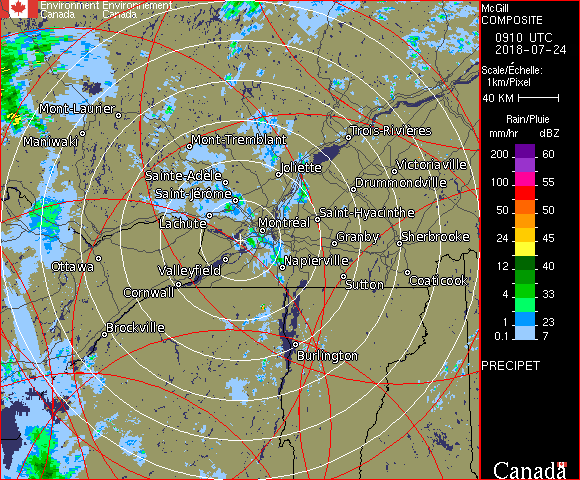 Environment Environnement
Canada Canada
Mont-Laurier
Maniwaki
Mont-Tremblant
Trois-Rivières
Sainte-Adèle
Joliette
Victoriaville
Saint-Jérôme
Drummondville
Lachute
Montréal
Saint-Hyacinthe
Granby
Sherbrooke
Ottawa
Valleyfield
Napierville
Cornwall
Sutton
Coaticook
Brockville
Burlington
McGill
COMPOSITE
0910 UTC
2018-07-24
Scale/Échelle:
1km/Pixel
40 KM
Rain/Pluie
mm/hr dBZ
200 60
100 55
50 50
24 45
12 40
4 33
1 23
0.1 7
PRECIPET
Canada